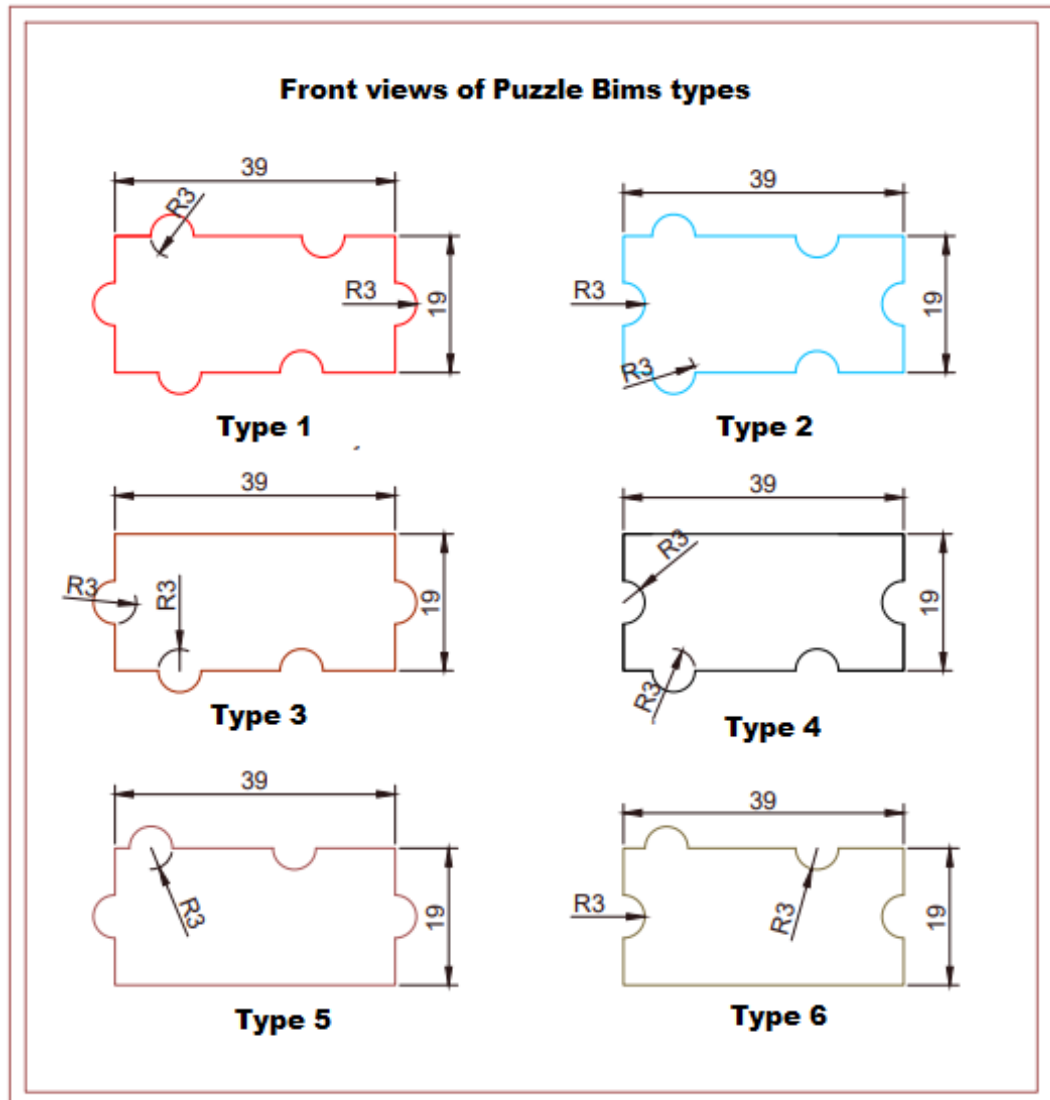 Front views of Puzzle Bims types
39
R3
R3
19
Type 1
39
R3
R3
19
Type 2
39
R3
R3
19
Type 3
39
R3
R3
19
Type 4
39
R3
19
Type 5
39
R3
R3
19
Type 6